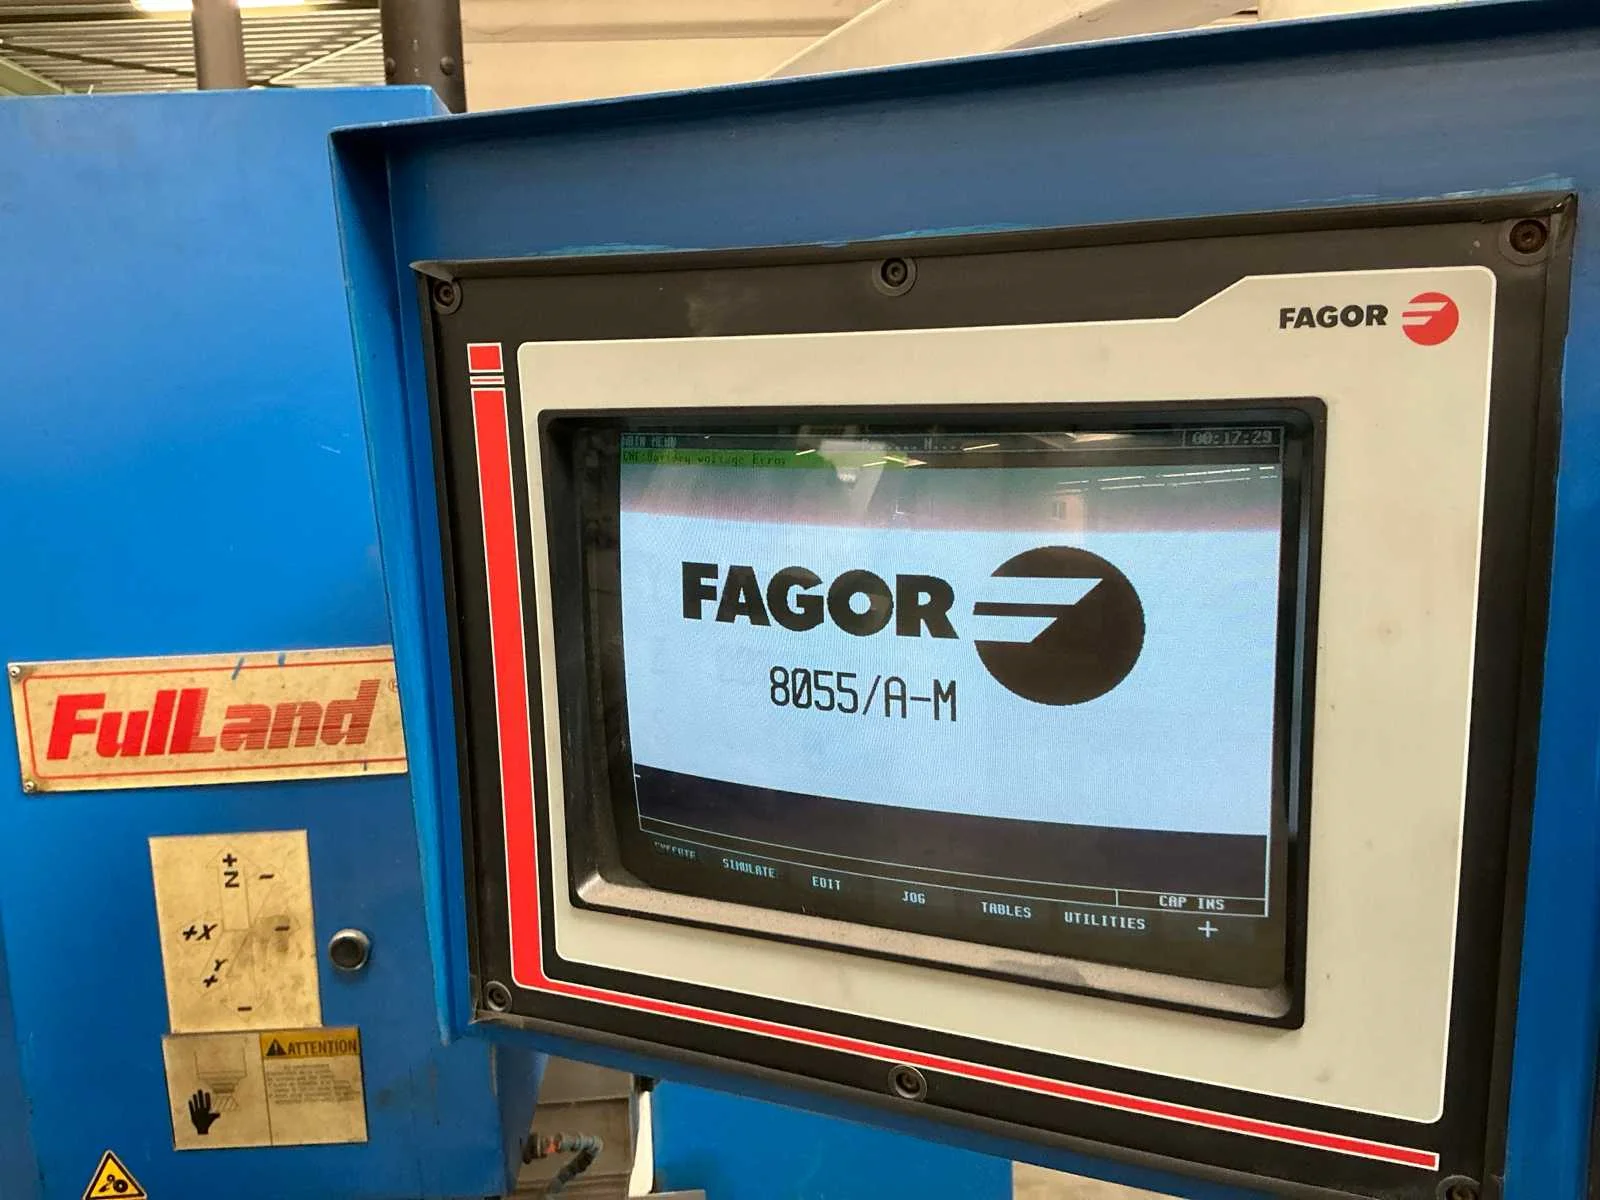 FAGOR
MAIN MENU
P..... N...
00:17:29
CNC:Battery voltage Error
FAGOR
8055/A-M
CAP INS
EXECUTE
SIMULATE
EDIT
JOG
TABLES
UTILITIES
+
FulLand®
+
Z
-
+X
-
+Y
-
ATTENTION